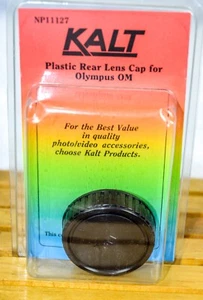 NP11127
KALT
Plastic Rear Lens Cap for
Olympus OM
For the Best Value
in quality
photo/video accessories,
choose Kalt Products.
This